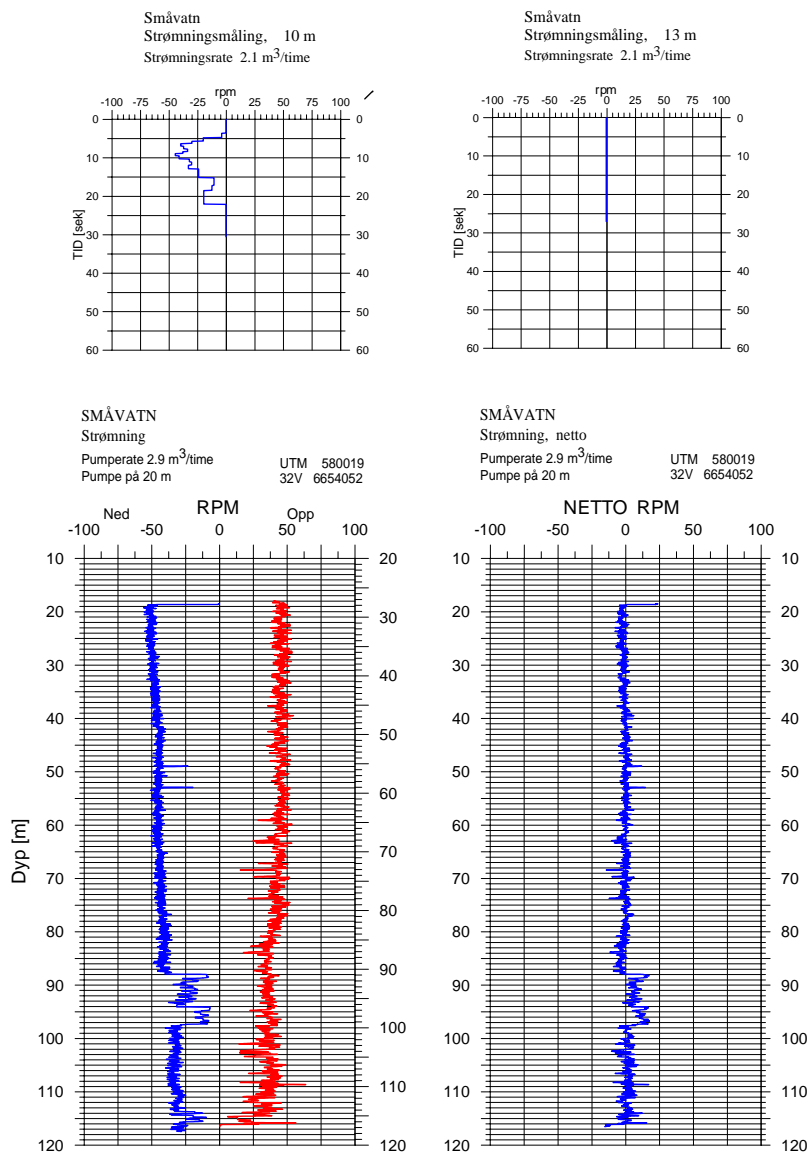 Småvatn
Strømningsmåling, 10 m
Strømningsrate 2.1 m³/time
rpm
-100 -75 -50 -25 0 25 50 75 100
0 0
10 10
20 20
30 30
40 40
50 50
60 60
TID [sek]
Småvatn
Strømningsmåling, 13 m
Strømningsrate 2.1 m³/time
rpm
-100 -75 -50 -25 0 25 50 75 100
0 0
10 10
20 20
30 30
40 40
50 50
60 60
TID [sek]
SMÅVATN
Strømning
Pumperate 2.9 m³/time UTM 580019
Pumpe på 20 m 32V 6654052
Ned RPM Opp
-100 -50 0 50 100
10 20
20 30
30 40
40 50
50 60
60 70
70 80
80 90
90 100
100 110
110 120
120
Dyp [m]
SMÅVATN
Strømning, netto
Pumperate 2.9 m³/time UTM 580019
Pumpe på 20 m 32V 6654052
NETTO RPM
-100 -50 0 50 100
10 10
20 20
30 30
40 40
50 50
60 60
70 70
80 80
90 90
100 100
110 110
120 120